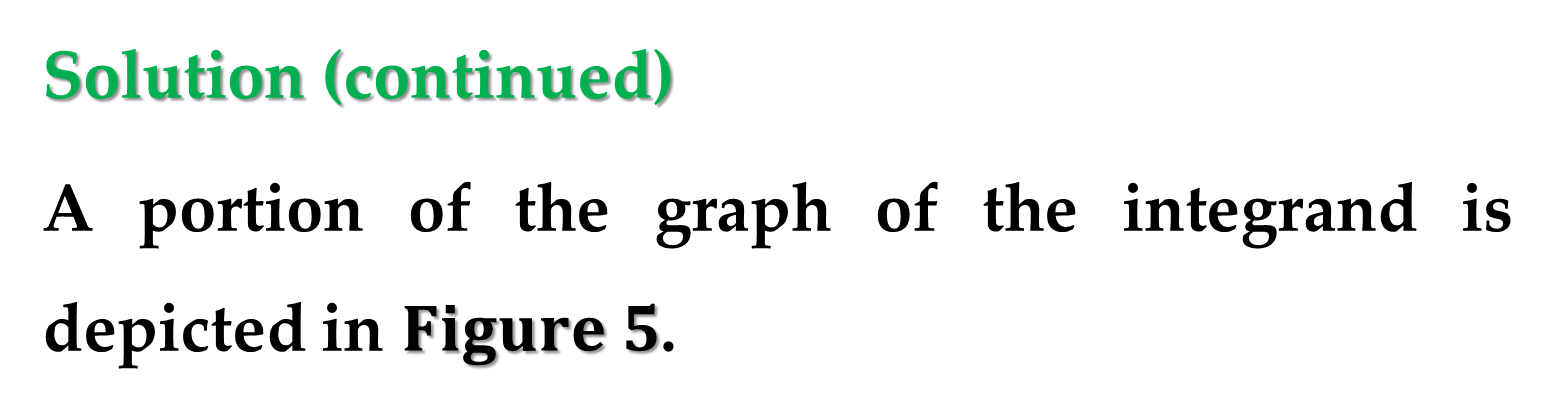 Solution (continued)
A portion of the graph of the integrand is
depicted in Figure 5.